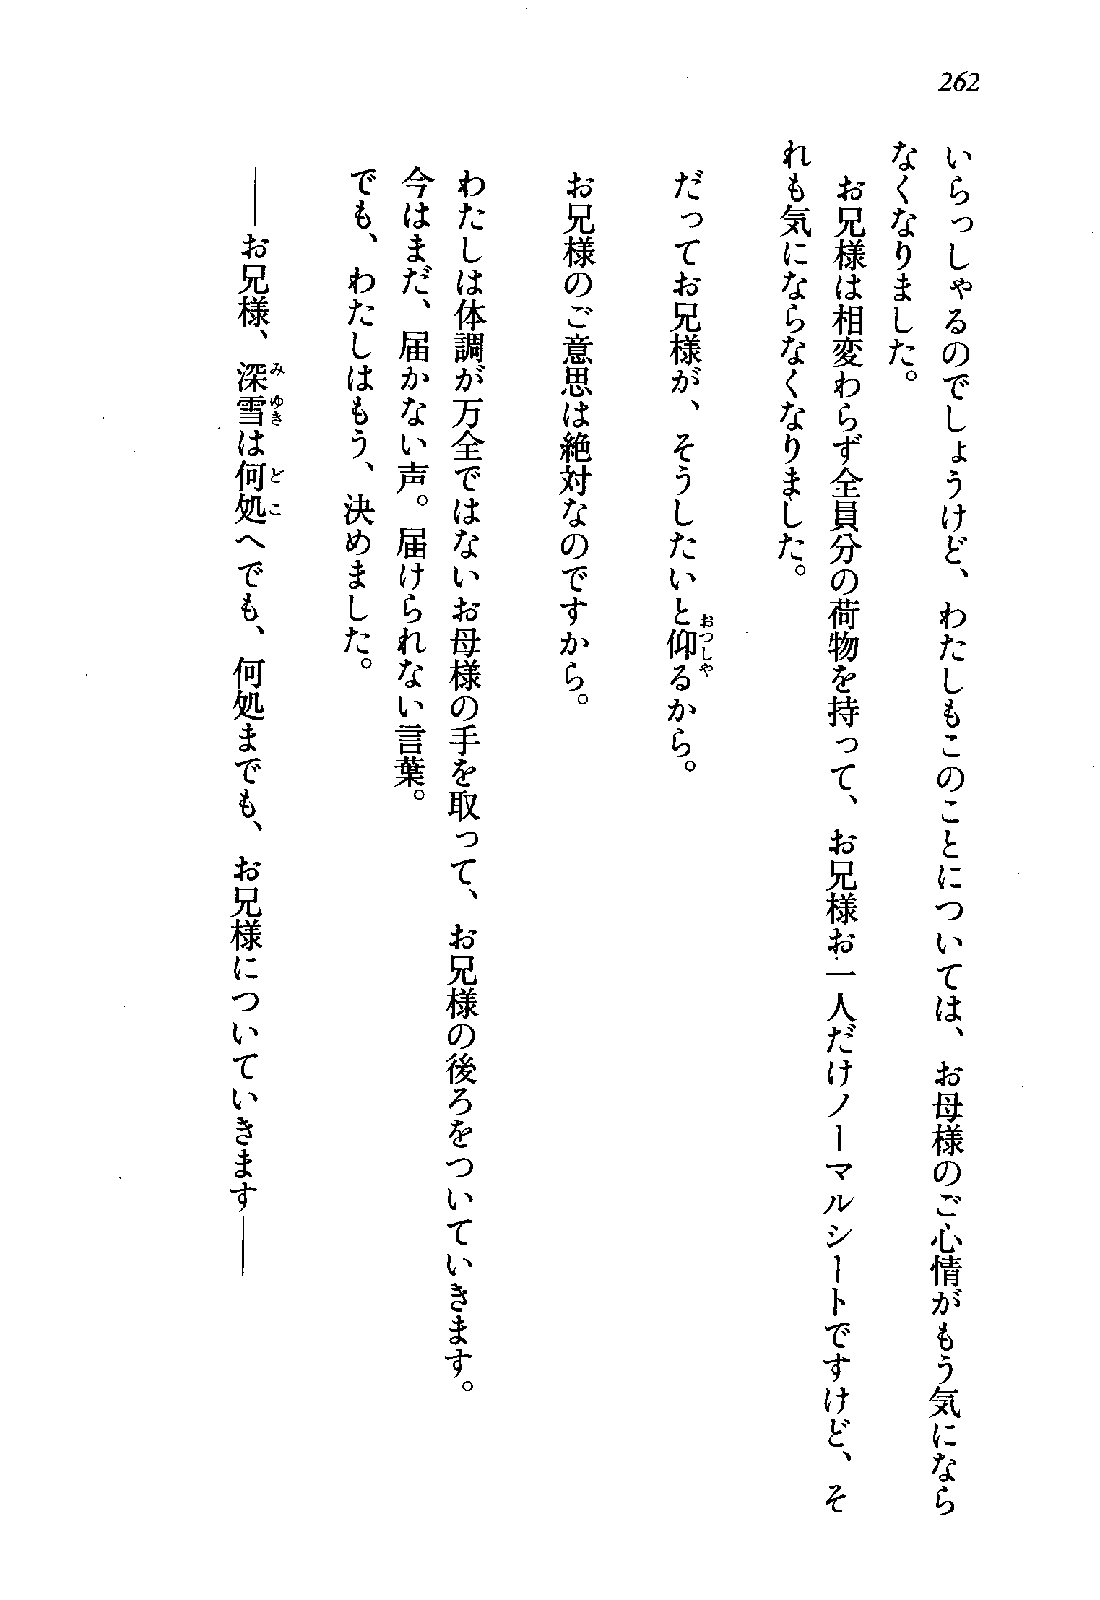 262
いらっしゃるのでしょうけど、わたしもこのことについては、お母様のご心情がもう気になら
なくなりました。
お兄様は相変わらず全員分の荷物を持って、お兄様お一人だけノーマルシートですけど、そ
れも気にならなくなりました。
だってお兄様が、そうしたいと仰るから。
お兄様のご意思は絶対なのですから。
わたしは体調が万全ではないお母様の手を取って、お兄様の後ろをついていきます。
今はまだ、届かない声。届けられない言葉。
でも、わたしはもう、決めました。
――お兄様、深雪は何処へでも、何処までも、お兄様についていきます――